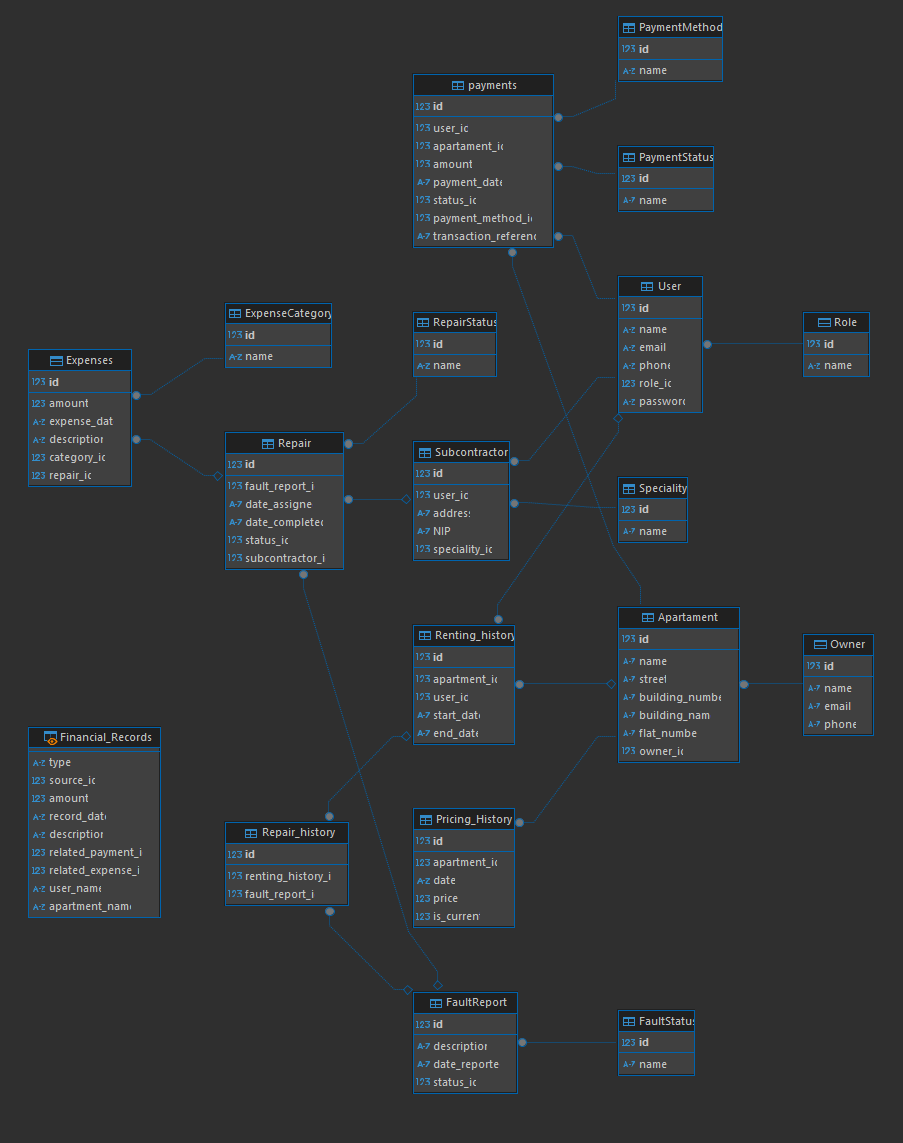 PaymentMethod
123 id
A-Z name
payments
123 id
123 user_ic
123 apartament_ic
123 amount
A-Z payment_date
123 status_ic
123 payment_method_ic
A-Z transaction_referenc
PaymentStatus
123 id
A-Z name
User
123 id
A-Z name
A-Z email
A-Z phone
123 role_ic
A-Z password
Role
123 id
A-Z name
ExpenseCategory
123 id
A-Z name
RepairStatus
123 id
A-Z name
Expenses
123 id
123 amount
A-Z expense_dat
A-Z description
123 category_ic
123 repair_ic
Repair
123 id
123 fault_report_i
A-Z date_assigne
A-Z date_completec
123 status_ic
123 subcontractor_i
Subcontractor
123 id
123 user_ic
A-Z address
A-Z NIP
123 speciality_ic
Speciality
123 id
A-Z name
Renting_history
123 id
123 apartment_ic
123 user_ic
A-Z start_date
A-Z end_date
Apartament
123 id
A-Z name
A-Z street
A-Z building_numbe
A-Z building_nam
A-Z flat_numbe
123 owner_ic
Owner
123 id
A-Z name
A-Z email
A-Z phone
Financial_Records
A-Z type
123 source_ic
123 amount
A-Z record_date
A-Z description
123 related_payment_i
123 related_expense_i
A-Z user_name
A-Z apartment_name
Repair_history
123 id
123 renting_history_i
123 fault_report_i
Pricing_History
123 id
123 apartment_ic
A-Z date
123 price
123 is_current
FaultReport
123 id
A-Z description
A-Z date_reporte
123 status_ic
FaultStatus
123 id
A-Z name